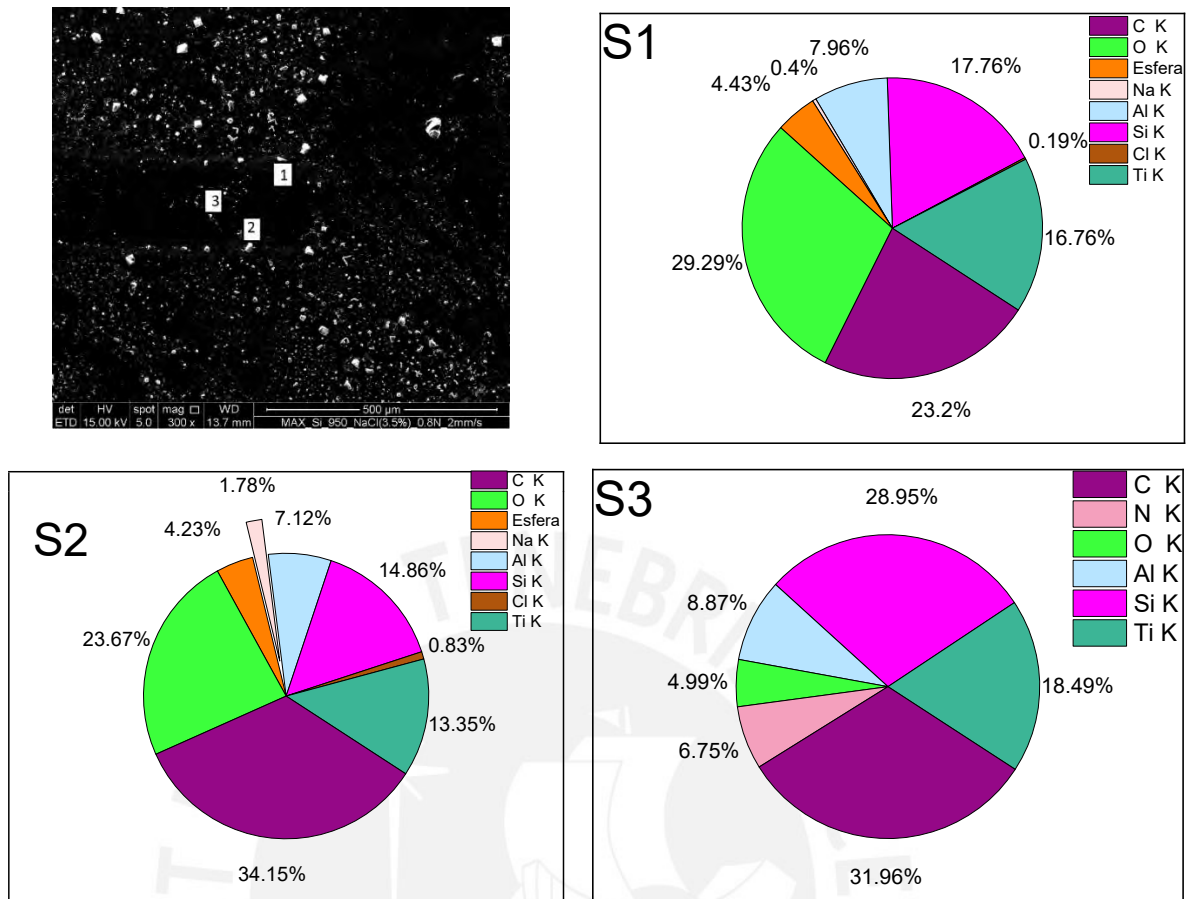 1
3
2
det HV spot mag □ WD 500 µm
ETD 15.00 kV 5.0 300 x 13.7 mm MAX_Si_950_NaCl(3.5%)_0.8N_2mm/s
S1
C K
O K
Esfera
Na K
Al K
Si K
Cl K
Ti K
7.96%
0.4%
4.43%
17.76%
0.19%
16.76%
29.29%
23.2%
S2
C K
O K
Esfera
Na K
Al K
Si K
Cl K
Ti K
1.78%
4.23%
7.12%
14.86%
23.67%
0.83%
13.35%
34.15%
S3
C K
N K
O K
Al K
Si K
Ti K
28.95%
8.87%
4.99%
18.49%
6.75%
31.96%
TENEBR